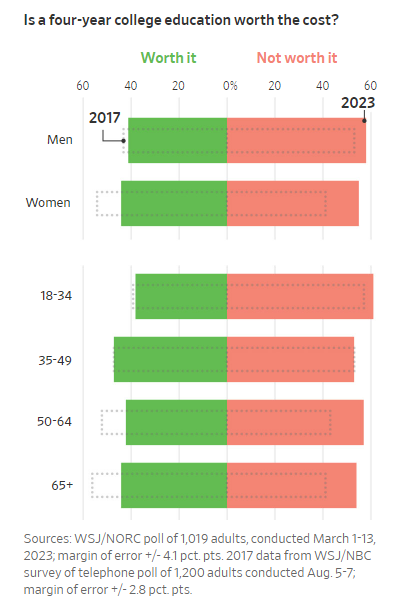 Is a four-year college education worth the cost?
Worth it Not worth it
60 40 20 0% 20 40 60
2023
2017
Men
Women
18-34
35-49
50-64
65+
Sources: WSJ/NORC poll of 1,019 adults, conducted March 1-13,
2023; margin of error +/- 4.1 pct. pts. 2017 data from WSJ/NBC
survey of telephone poll of 1,200 adults conducted Aug. 5-7;
margin of error +/- 2.8 pct. pts.